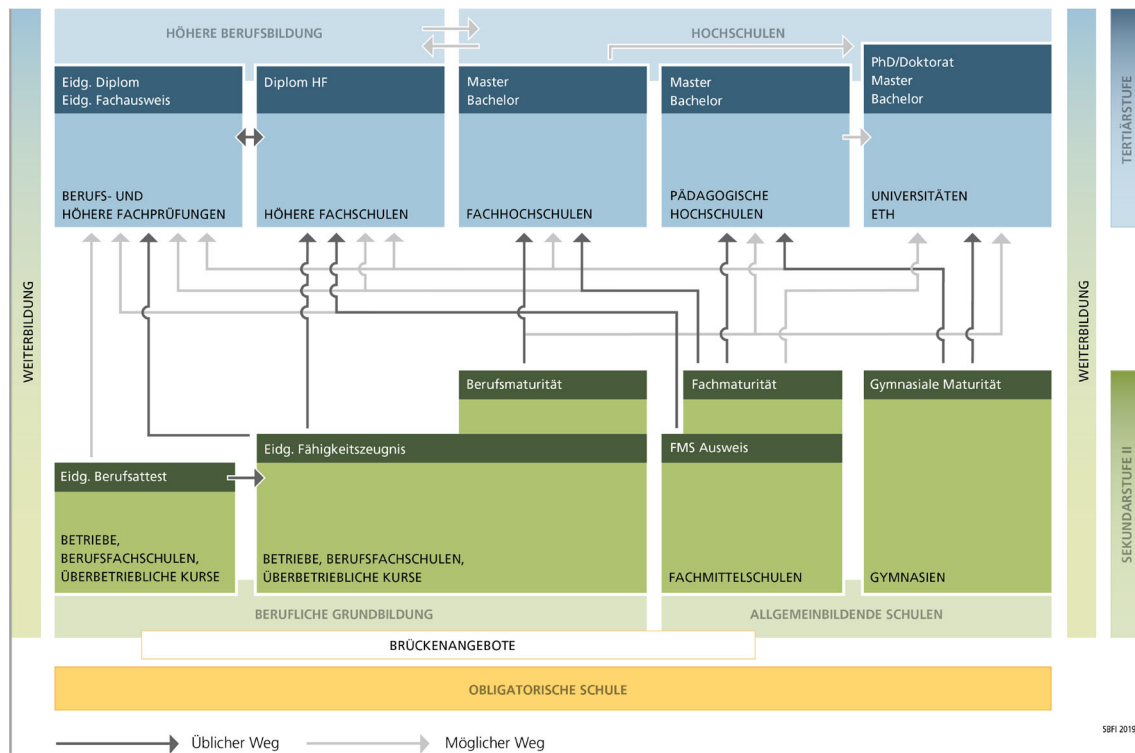 HÖHERE BERUFSBILDUNG
HOCHSCHULEN
Eidg. Diplom
Eidg. Fachausweis
BERUFS- UND
HÖHERE FACHPRÜFUNGEN
Diplom HF
HÖHERE FACHSCHULEN
Master
Bachelor
FACHHOCHSCHULEN
Master
Bachelor
PÄDAGOGISCHE
HOCHSCHULEN
PhD/Doktorat
Master
Bachelor
UNIVERSITÄTEN
ETH
WEITERBILDUNG
WEITERBILDUNG
TERTIÄRSTUFE
SEKUNDARSTUFE II
Berufsmaturität
Fachmaturität
Gymnasiale Maturität
Eidg. Fähigkeitszeugnis
FMS Ausweis
Eidg. Berufsattest
BETRIEBE,
BERUFSFACHSCHULEN,
ÜBERBETRIEBLICHE KURSE
BETRIEBE, BERUFSFACHSCHULEN,
ÜBERBETRIEBLICHE KURSE
FACHMITTELSCHULEN
GYMNASIEN
BERUFLICHE GRUNDBILDUNG
ALLGEMEINBILDENDE SCHULEN
BRÜCKENANGEBOTE
OBLIGATORISCHE SCHULE
Üblicher Weg
Möglicher Weg
SBFI 2019